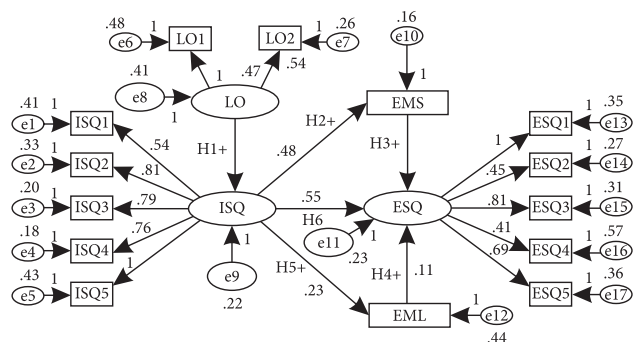 .48 1 LO1 LO2 1 .26
e6 e7
.16
e10
.41 1 .47 .54
e8 LO
1 1
EMS
.41 1 ISQ1
e1
.33 1 ISQ2
e2
.20 1 ISQ3
e3
.18 1 ISQ4
e4
.43 1 ISQ5
e5
.54
.81
.79
.76
1
H1+
H2+
.48
H3+
ISQ .55 ESQ
H6
1
e9
.22
e11 1
.23
H5+
.23
H4+ .11
EML 1 e12
.44
1
.45
.81
.41
.69
ESQ1 1 .35
e13
ESQ2 1 .27
e14
ESQ3 1 .31
e15
ESQ4 1 .57
e16
ESQ5 1 .36
e17